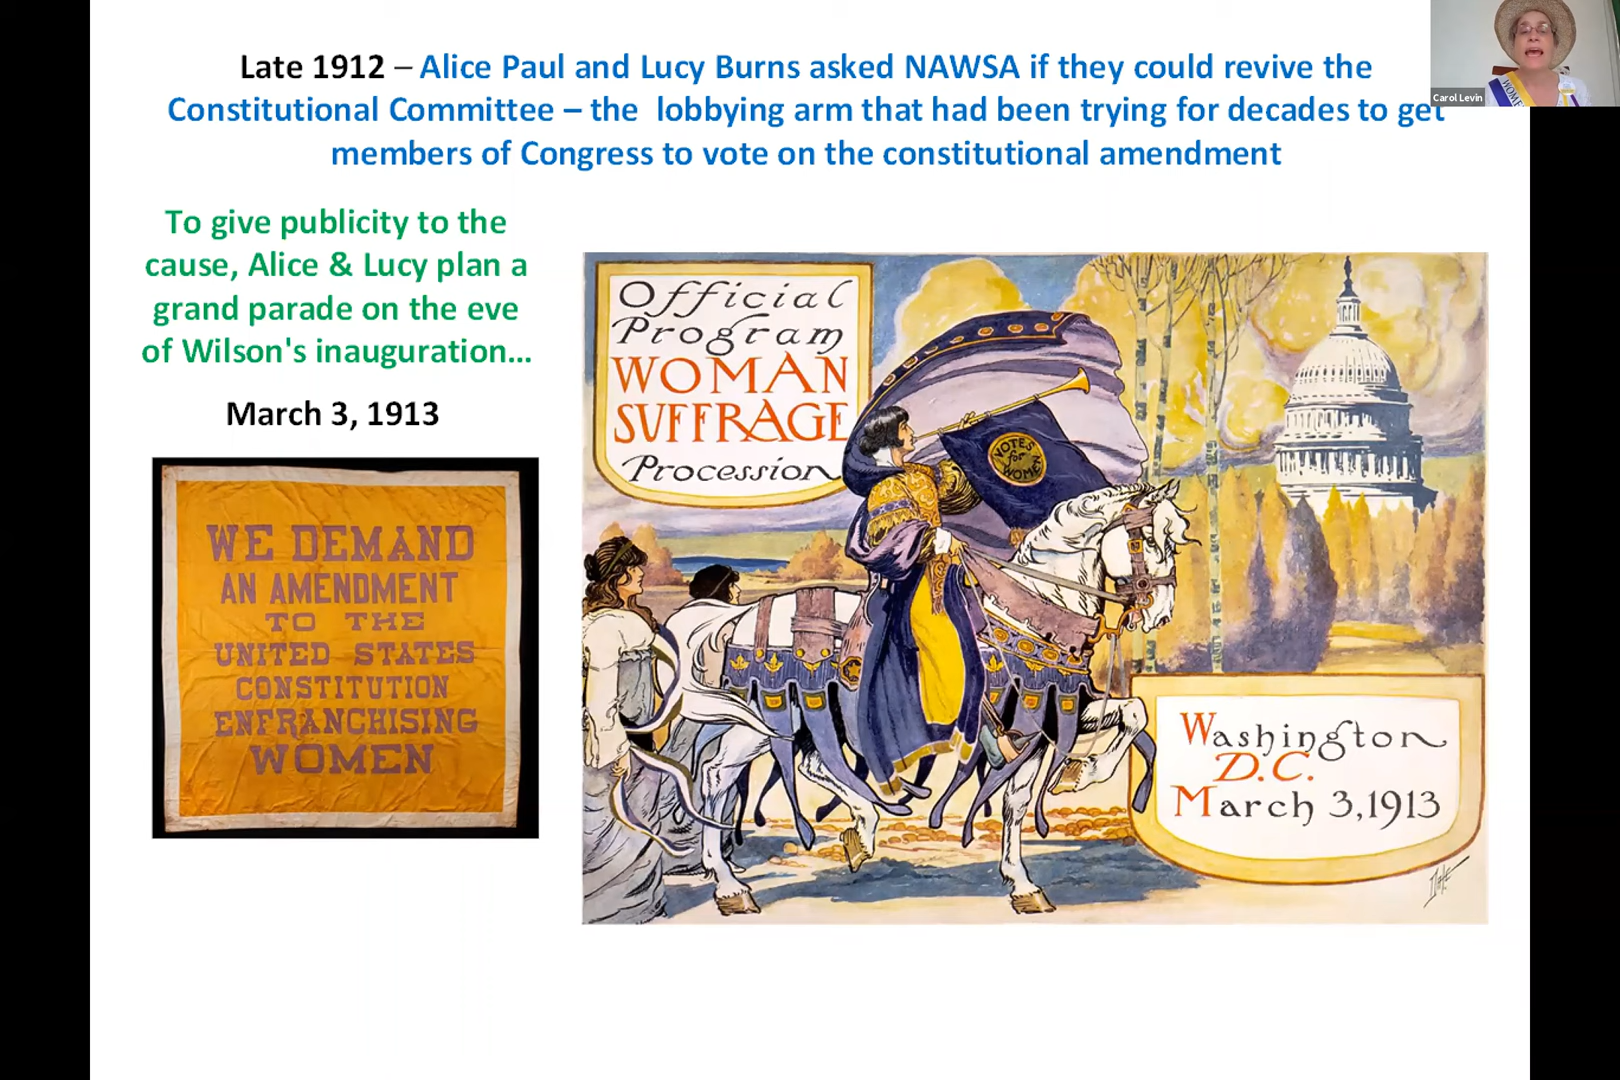 Late 1912 – Alice Paul and Lucy Burns asked NAWSA if they could revive the
Constitutional Committee – the lobbying arm that had been trying for decades to get
members of Congress to vote on the constitutional amendment
To give publicity to the
cause, Alice & Lucy plan a
grand parade on the eve
of Wilson's inauguration...
March 3, 1913
WE DEMAND
AN AMENDMENT
TO THE
UNITED STATES
CONSTITUTION
ENFRANCHISING
WOMEN
Official
Program
WOMAN
SUFFRAGE
Procession
VOTES
for
WOMEN
Washington
D.C.
March 3, 1913
Carol Levin